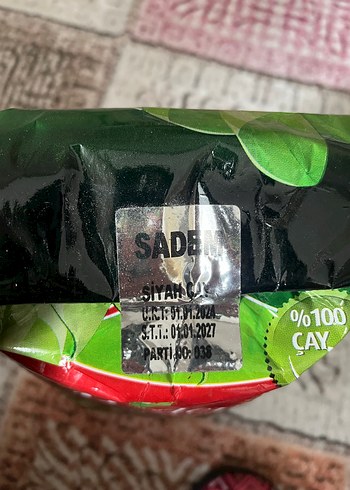 SADEM
SİYAH ÇAY
Ü.R.T: 01.01.2024
S.T.T.: 01.01.2027
PARTİ NO: 038
%100
ÇAY